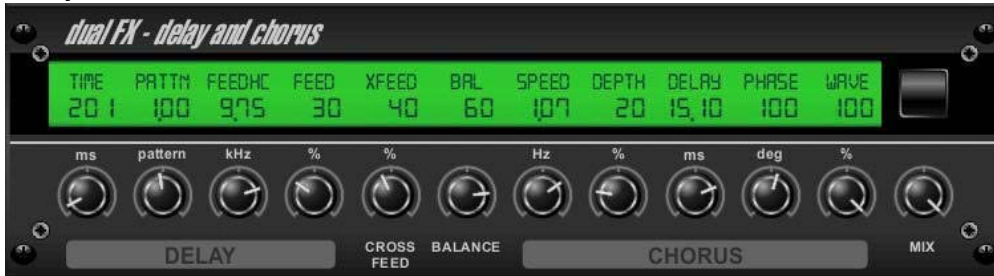 dual FX - delay and chorus
TIME PATTN FEEDHC FEED XFEED BAL SPEED DEPTH DELAY PHASE WAVE
201 1,00 9,75 30 40 60 1,07 20 15,10 100 100
ms pattern kHz % % Hz % ms deg %
DELAY CROSS FEED BALANCE CHORUS MIX